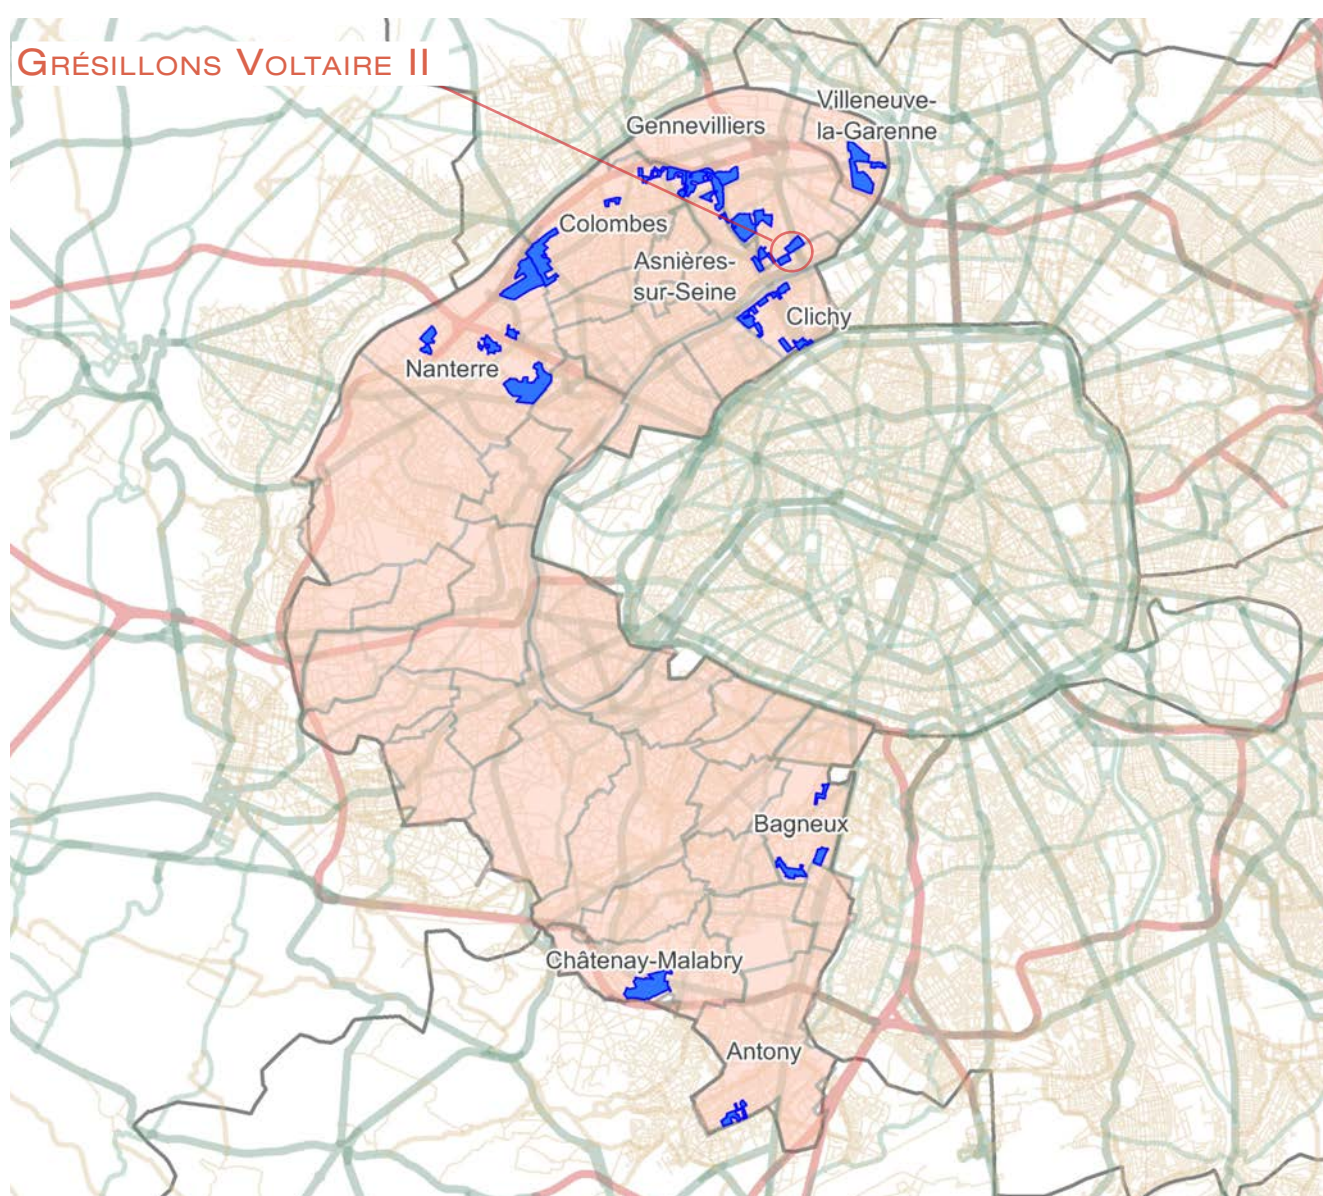 GRÉSILLONS VOLTAIRE II
Villeneuve-
la-Garenne
Gennevilliers
Colombes
Asnières-
sur-Seine
Clichy
Nanterre
Bagneux
Châtenay-Malabry
Antony